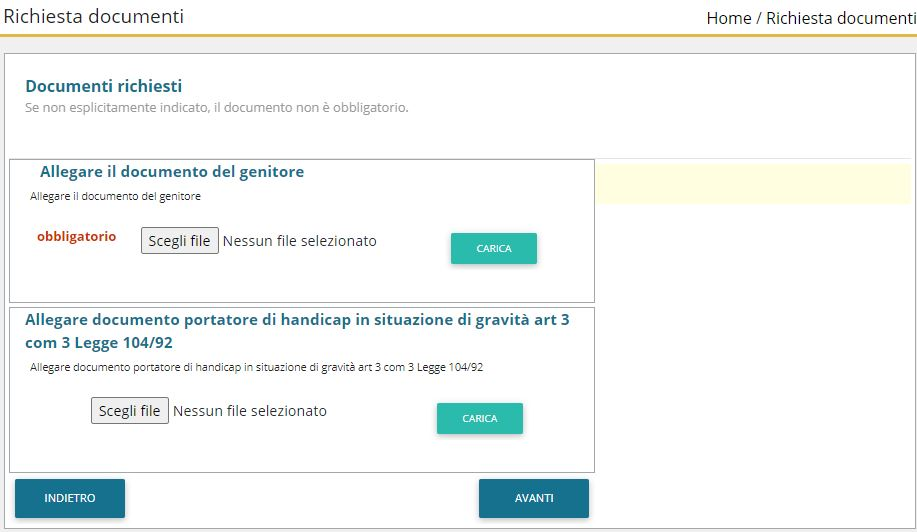 Richiesta documenti
Home / Richiesta documenti
Documenti richiesti
Se non esplicitamente indicato, il documento non è obbligatorio.
Allegare il documento del genitore
Allegare il documento del genitore
obbligatorio Scegli file Nessun file selezionato CARICA
Allegare documento portatore di handicap in situazione di gravità art 3
com 3 Legge 104/92
Allegare documento portatore di handicap in situazione di gravità art 3 com 3 Legge 104/92
Scegli file Nessun file selezionato CARICA
INDIETRO AVANTI